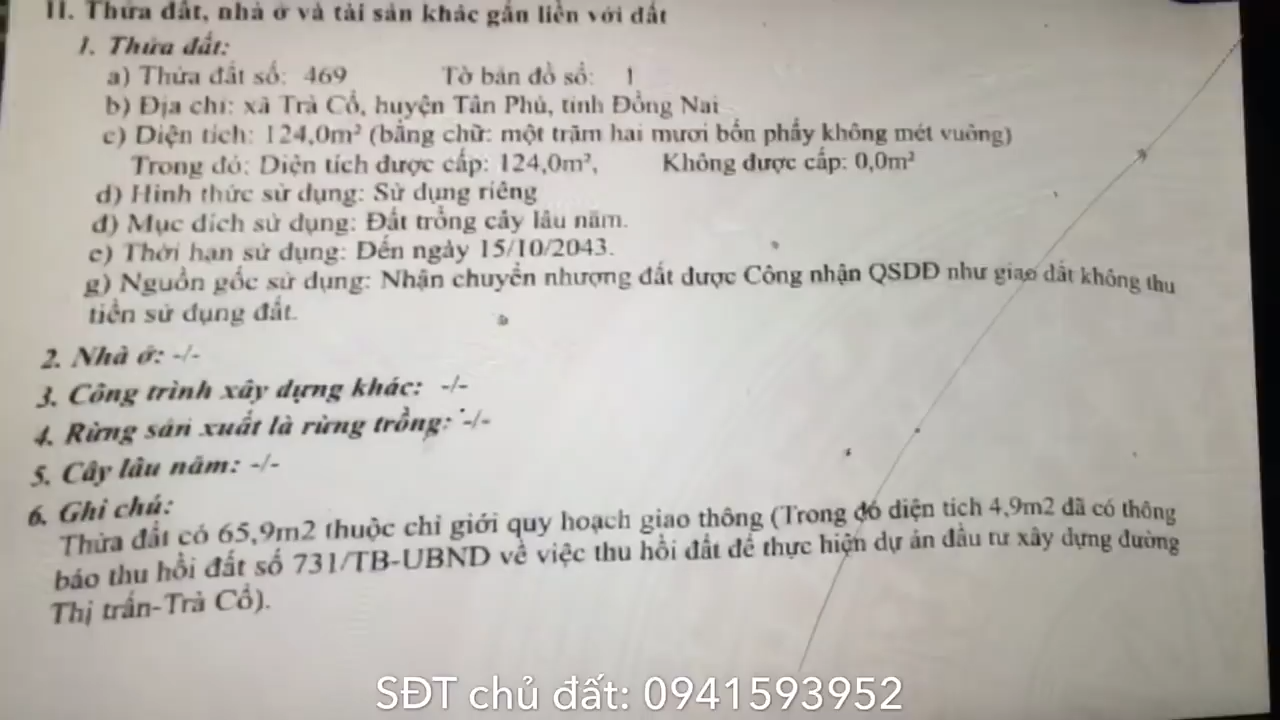 II. Thửa đất, nhà ở và tài sản khác gắn liền với đất
1. Thửa đất:
a) Thửa đất số: 469 Tờ bản đồ số: 1
b) Địa chỉ: xã Trà Cổ, huyện Tân Phú, tỉnh Đồng Nai
c) Diện tích: 124,0m² (bằng chữ: một trăm hai mươi bốn phẩy không mét vuông)
Trong đó: Diện tích được cấp: 124,0m², Không được cấp: 0,0m²
d) Hình thức sử dụng: Sử dụng riêng
đ) Mục đích sử dụng: Đất trồng cây lâu năm.
e) Thời hạn sử dụng: Đến ngày 15/10/2043.
g) Nguồn gốc sử dụng: Nhận chuyển nhượng đất được Công nhận QSDĐ như giao đất không thu
tiền sử dụng đất.
2. Nhà ở: -/-
3. Công trình xây dựng khác: -/-
4. Rừng sản xuất là rừng trồng: -/-
5. Cây lâu năm: -/-
6. Ghi chú:
Thửa đất có 65,9m2 thuộc chỉ giới quy hoạch giao thông (Trong đó diện tích 4,9m2 đã có thông
báo thu hồi đất số 731/TB-UBND về việc thu hồi đất để thực hiện dự án đầu tư xây dựng đường
Thị trấn-Trà Cổ).
SĐT chủ đất: 0941593952